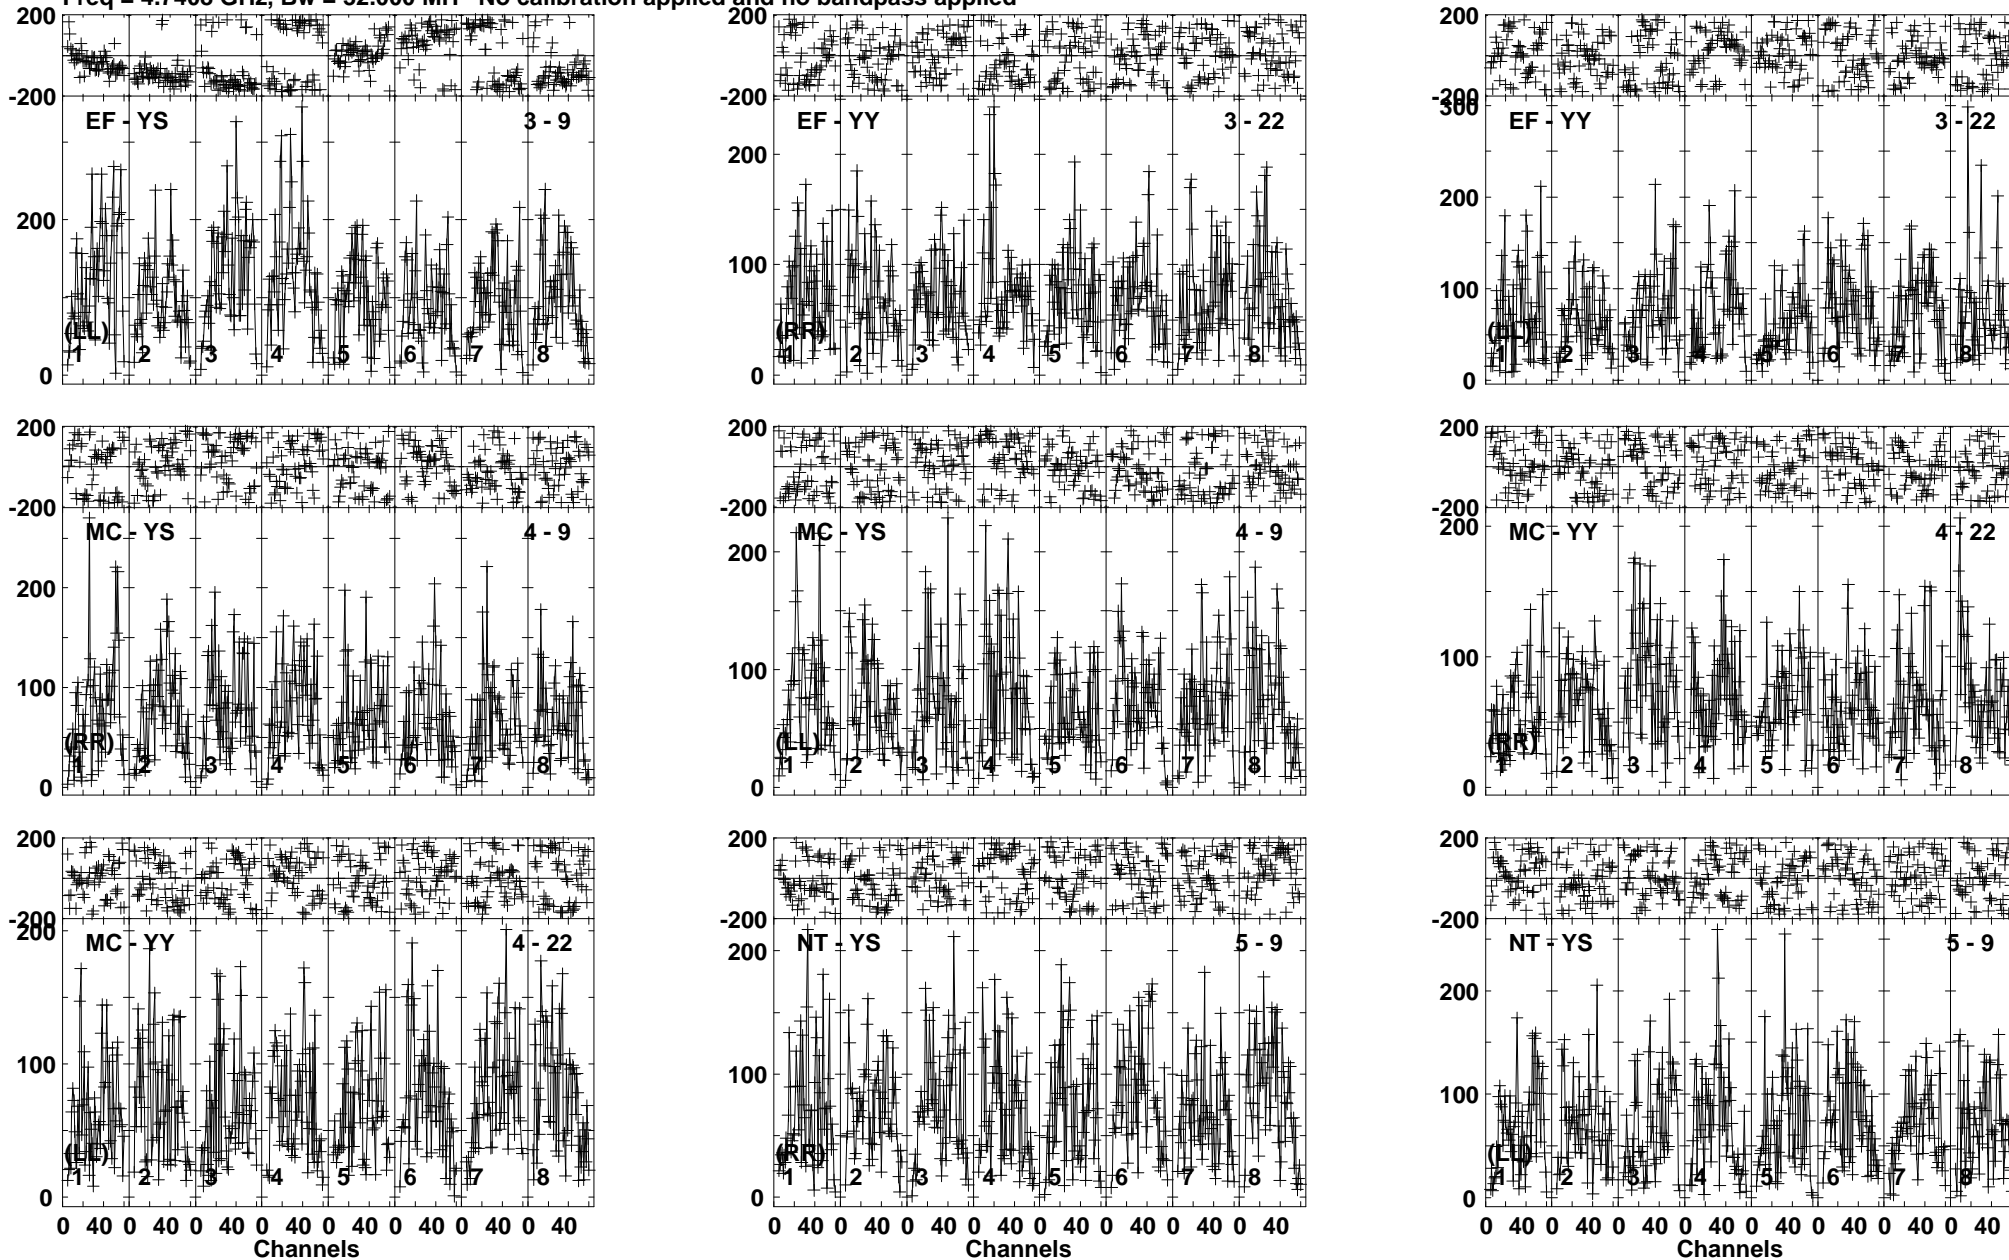 Freq = 4.7408 GHz, Bw = 32.000 MH No calibration applied and no bandpass applied
200 200 200
-200 -200
EF - YS 3 - 9 EF - YY 3 - 22 300 EF - YY 3 - 22
200 200
200 100 100
(LL) (RR) (LL)
1 2 3 4 5 6 7 8 1 2 3 4 5 6 7 8 1 2 3 4 5 6 7 8
0 0 0
200 200 200
-200 -200 -200
MC - YS 4 - 9 MC - YS 4 - 9 MC - YY 4 - 22
200 200 200
100 100 100
(RR) (LL) (RR)
1 2 3 4 5 6 7 8 1 2 3 4 5 6 7 8 1 2 3 4 5 6 7 8
0 0 0
200 200 200
-200 -200 -200
200 MC - YY 4 - 22 NT - YS 5 - 9 NT - YS 5 - 9
200 200
100 100 100
(LL) (RR) (LL)
1 2 3 4 5 6 7 8 1 2 3 4 5 6 7 8 1 2 3 4 5 6 7 8
0 0 0
0 40 0 40 0 40 0 40 0 40 0 40 0 40 0 40 0 40 0 40 0 40 0 40 0 40 0 40 0 40 0 40 0 40 0 40 0 40 0 40 0 40 0 40 0 40 0 40
Channels Channels Channels